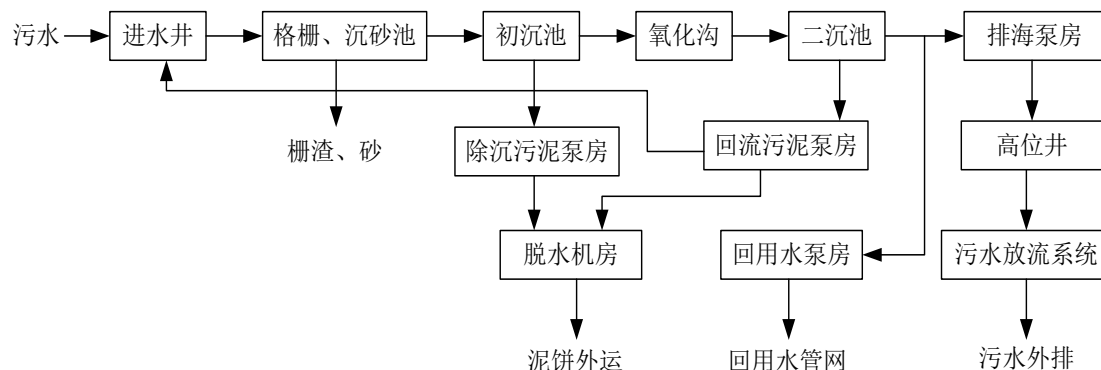 污水
进水井
格栅、沉砂池
初沉池
氧化沟
二沉池
排海泵房
栅渣、砂
除沉污泥泵房
回流污泥泵房
高位井
脱水机房
回用水泵房
污水放流系统
泥饼外运
回用水管网
污水外排